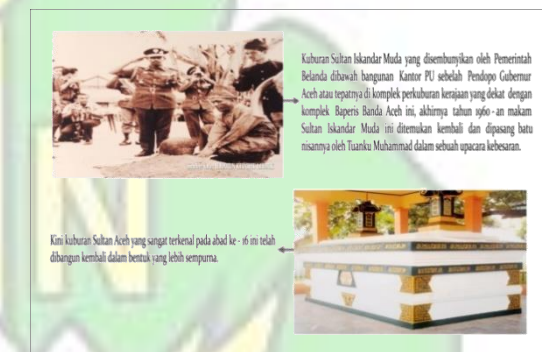 Kuburan Sultan Iskandar Muda yang disembunyikan oleh Pemerintah
Belanda dibawah bangunan Kantor PU sebelah Pendopo Gubernur
Aceh atau tepatnya di komplek perkuburan kerajaan yang dekat dengan
komplek Baperis Banda Aceh ini, akhirnya tahun 1960 - an makam
Sultan Iskandar Muda ini ditemukan kembali dan dipasang batu
nisannya oleh Tuanku Muhammad dalam sebuah upacara kebesaran.
Kini kuburan Sultan Aceh yang sangat terkenal pada abad ke - 16 ini telah
dibangun kembali dalam bentuk yang lebih sempurna.